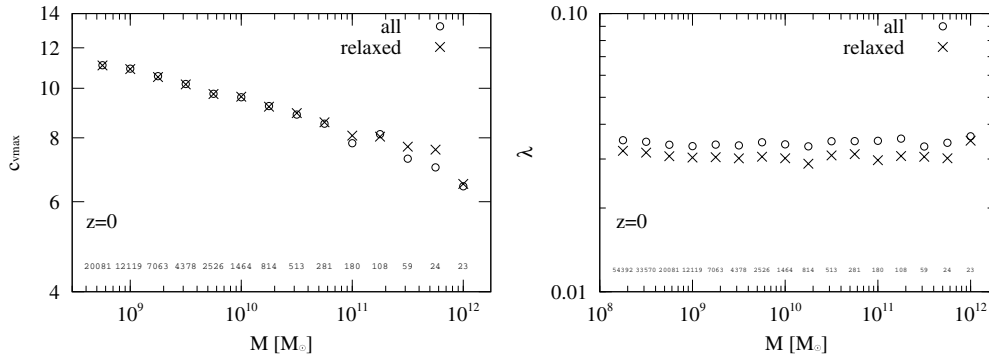 14
12
10
8
6
4
c_vmax
all
relaxed
z=0
20081 12119 7063 4378 2526 1464 814 513 281 180 108 59 24 23
10^9 10^10 10^11 10^12
M [M_⊙]
0.10
0.01
λ
all
relaxed
z=0
54392 33570 20081 12119 7063 4378 2526 1464 814 513 281 180 108 59 24 23
10^8 10^9 10^10 10^11 10^12
M [M_⊙]